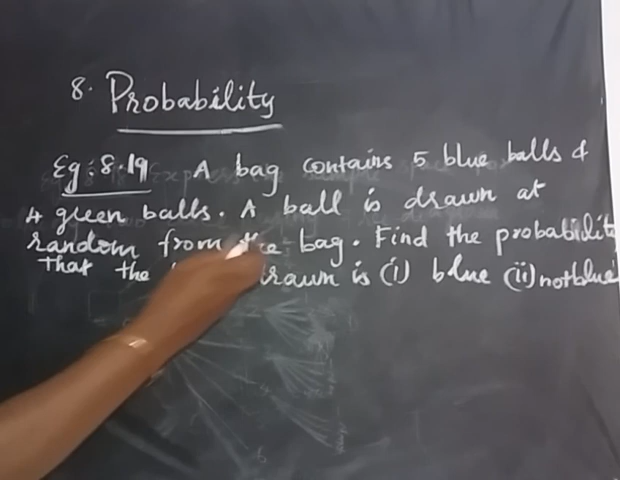 8. Probability
Eg: 8.19 A bag contains 5 blue balls &
4 green balls. A ball is drawn at
random from the bag. Find the probability
that the drawn is (i) blue (ii) not blue